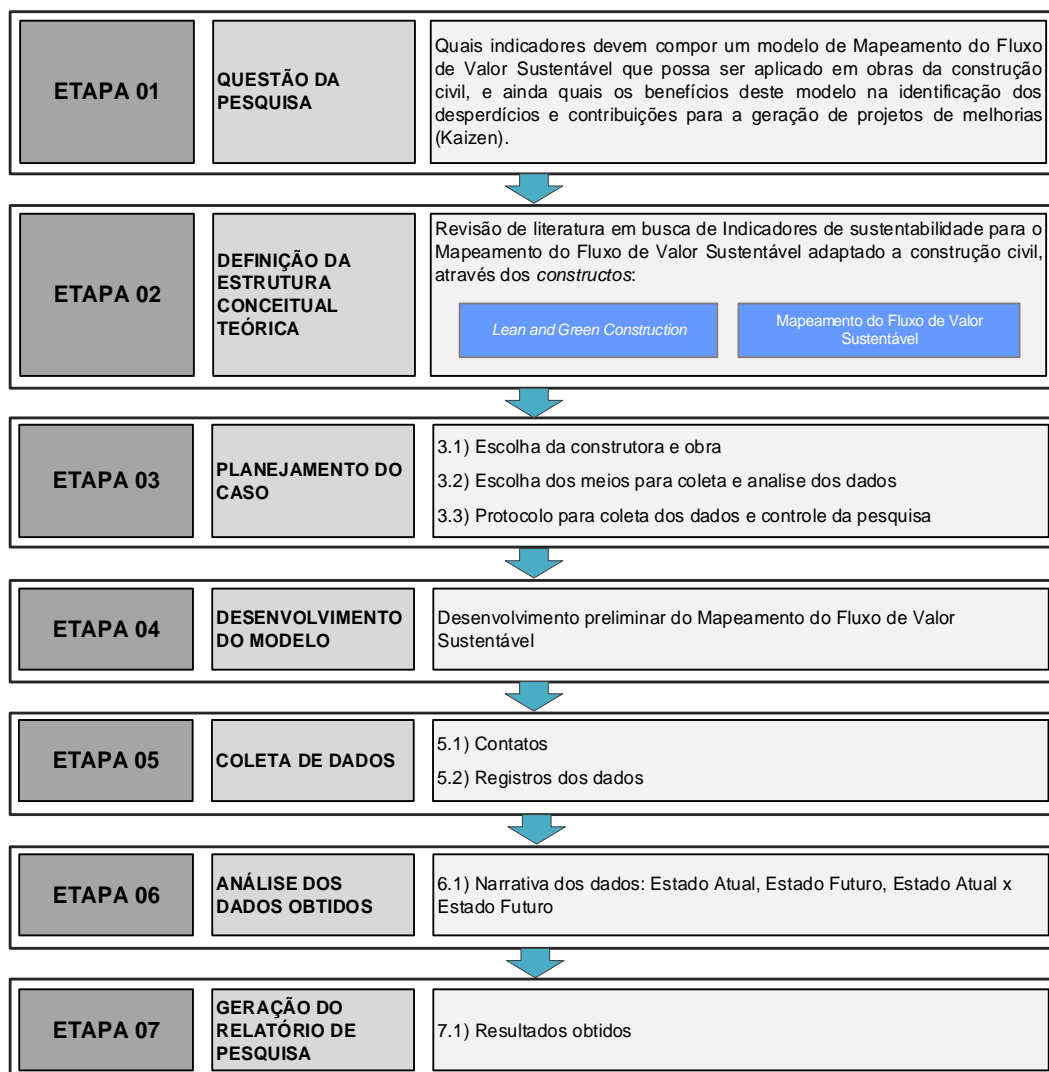 ETAPA 01
QUESTÃO DA
PESQUISA
Quais indicadores devem compor um modelo de Mapeamento do Fluxo
de Valor Sustentável que possa ser aplicado em obras da construção
civil, e ainda quais os benefícios deste modelo na identificação dos
desperdícios e contribuições para a geração de projetos de melhorias
(Kaizen).
ETAPA 02
DEFINIÇÃO DA
ESTRUTURA
CONCEITUAL
TEÓRICA
Revisão de literatura em busca de Indicadores de sustentabilidade para o
Mapeamento do Fluxo de Valor Sustentável adaptado a construção civil,
através dos constructos:
Lean and Green Construction
Mapeamento do Fluxo de Valor
Sustentável
ETAPA 03
PLANEJAMENTO DO
CASO
3.1) Escolha da construtora e obra
3.2) Escolha dos meios para coleta e analise dos dados
3.3) Protocolo para coleta dos dados e controle da pesquisa
ETAPA 04
DESENVOLVIMENTO
DO MODELO
Desenvolvimento preliminar do Mapeamento do Fluxo de Valor
Sustentável
ETAPA 05
COLETA DE DADOS
5.1) Contatos
5.2) Registros dos dados
ETAPA 06
ANÁLISE DOS
DADOS OBTIDOS
6.1) Narrativa dos dados: Estado Atual, Estado Futuro, Estado Atual x
Estado Futuro
ETAPA 07
GERAÇÃO DO
RELATÓRIO DE
PESQUISA
7.1) Resultados obtidos